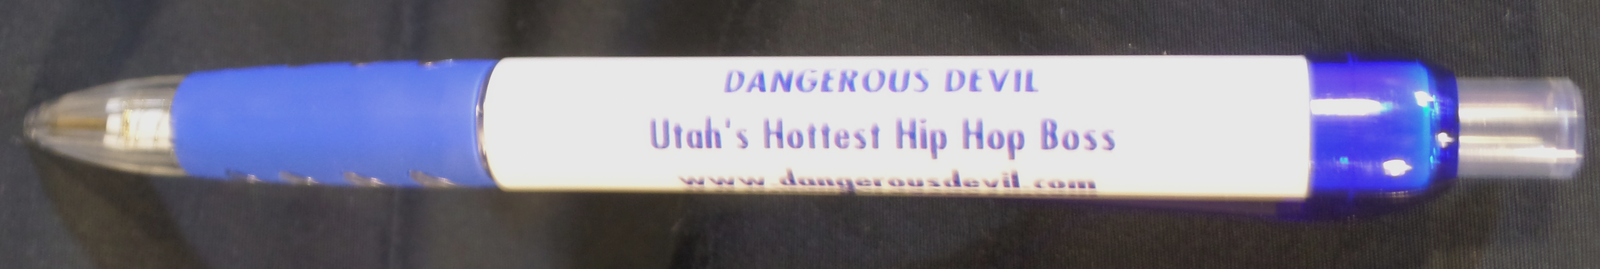 DANGEROUS DEVIL
Utah's Hottest Hip Hop Boss
www.dangerousdevil.com